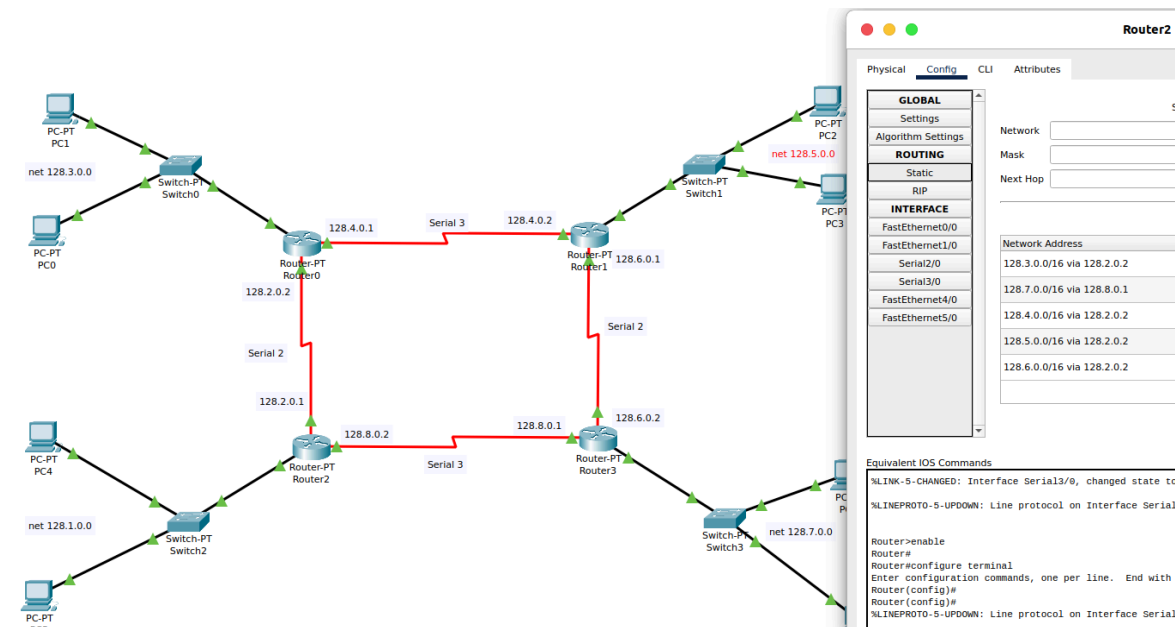 PC-PT
PC1
net 128.3.0.0
Switch-PT
Switch0
PC-PT
PC0
128.4.0.1
Router-PT
Router0
128.2.0.2
Serial 3
128.4.0.2
PC-PT
PC2
net 128.5.0.0
Switch-PT
Switch1
PC-PT
PC3
Router-PT
Router1
128.6.0.1
Serial 2
Serial 2
128.2.0.1
128.8.0.2
Router-PT
Router2
Serial 3
128.8.0.1
128.6.0.2
Router-PT
Router3
PC-PT
PC4
net 128.1.0.0
Switch-PT
Switch2
PC-PT
Switch-PT
Switch3
net 128.7.0.0
Router2
Physical Config CLI Attributes
GLOBAL
Settings
Algorithm Settings
ROUTING
Static
RIP
INTERFACE
FastEthernet0/0
FastEthernet1/0
Serial2/0
Serial3/0
FastEthernet4/0
FastEthernet5/0
Network
Mask
Next Hop
Network Address
128.3.0.0/16 via 128.2.0.2
128.7.0.0/16 via 128.8.0.1
128.4.0.0/16 via 128.2.0.2
128.5.0.0/16 via 128.2.0.2
128.6.0.0/16 via 128.2.0.2
Equivalent IOS Commands
%LINK-5-CHANGED: Interface Serial3/0, changed state to
%LINEPROTO-5-UPDOWN: Line protocol on Interface Serial
Router>enable
Router#
Router#configure terminal
Enter configuration commands, one per line. End with
Router(config)#
Router(config)#
%LINEPROTO-5-UPDOWN: Line protocol on Interface Serial